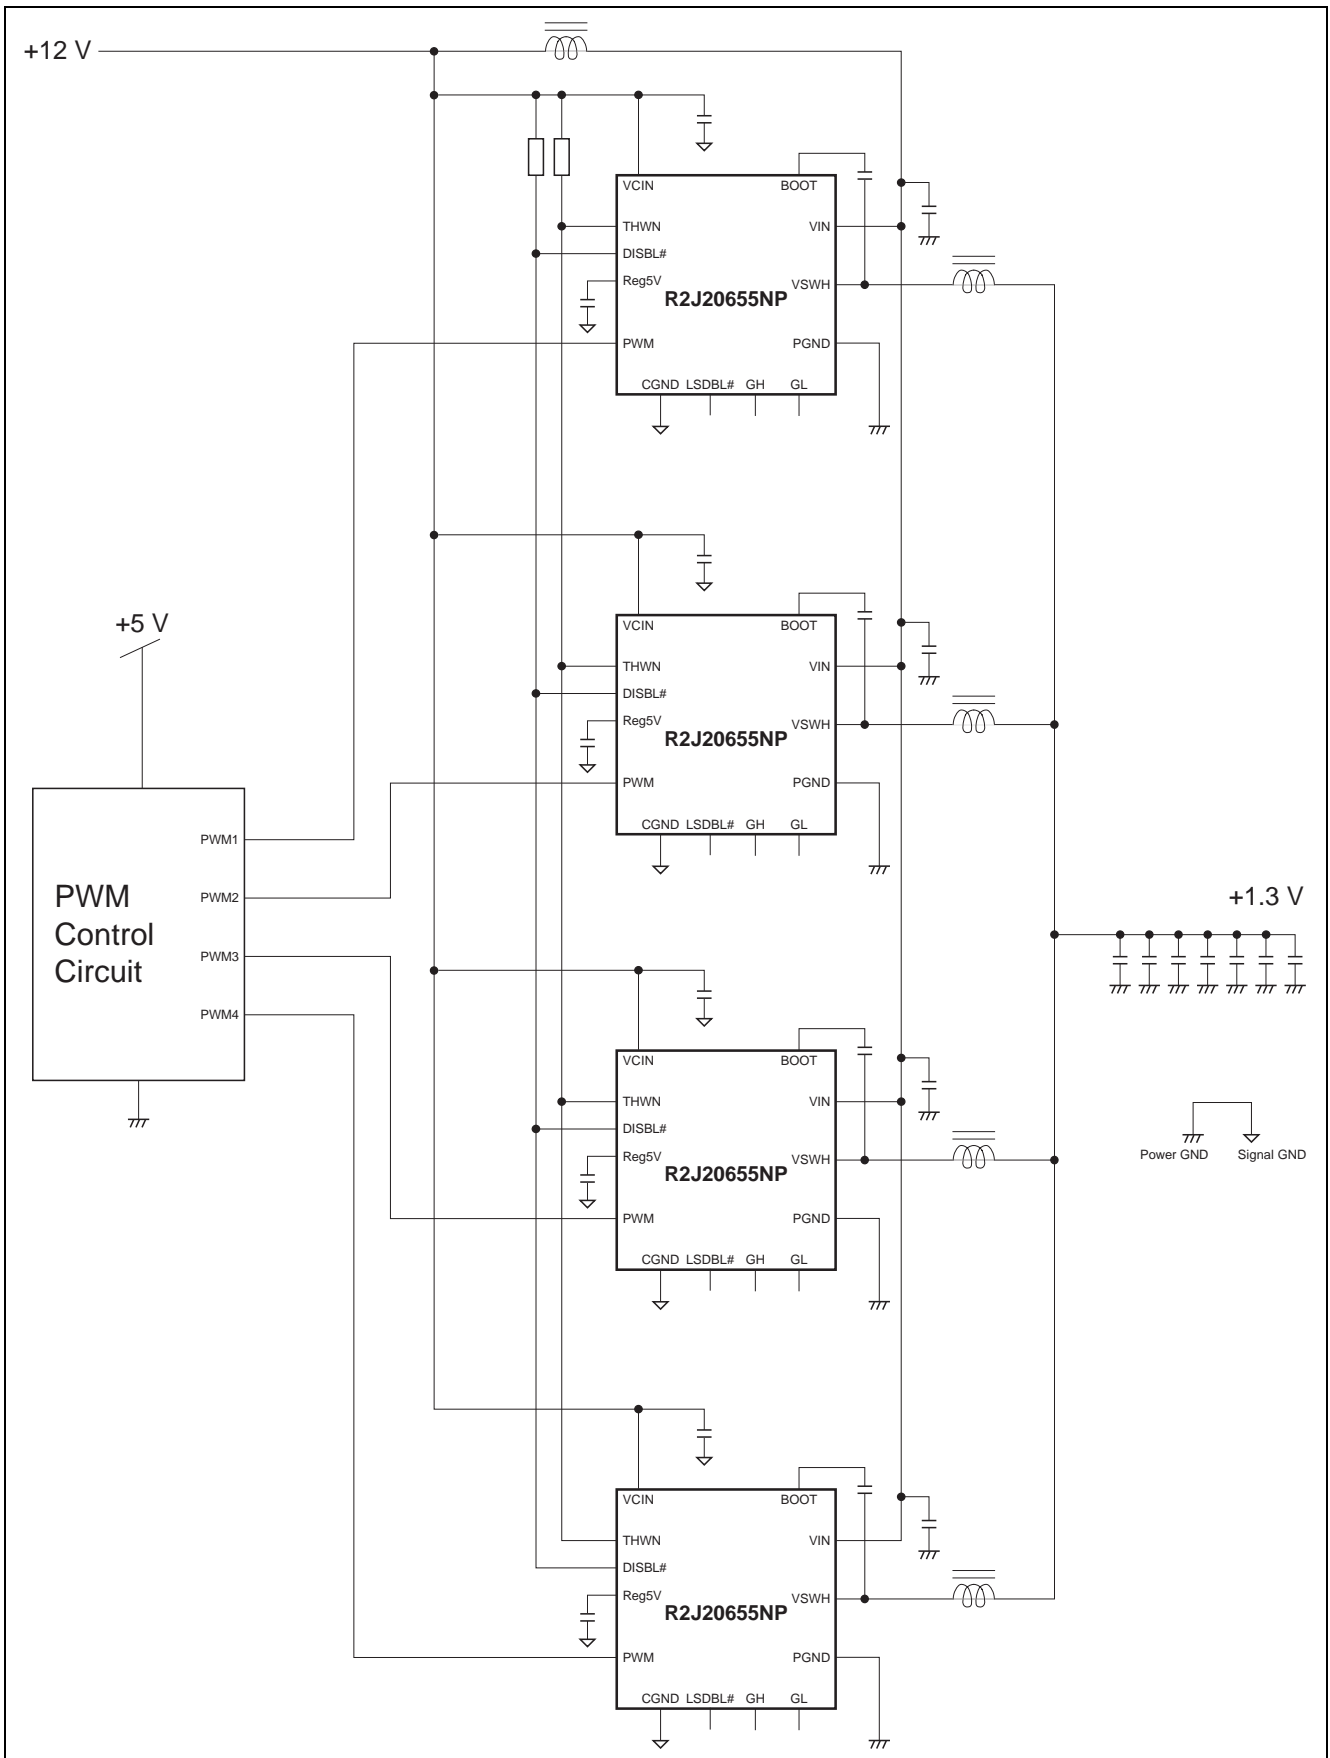 +12 V
VCIN
BOOT
THWN
VIN
DISBL#
Reg5V
R2J20655NP
VSWH
PWM
PGND
CGND LSDBL# GH GL
+5 V
VCIN
BOOT
THWN
VIN
DISBL#
Reg5V
R2J20655NP
VSWH
PWM
PGND
CGND LSDBL# GH GL
PWM1
PWM2
PWM3
PWM4
PWM
Control
Circuit
+1.3 V
VCIN
BOOT
THWN
VIN
DISBL#
Reg5V
R2J20655NP
VSWH
PWM
PGND
CGND LSDBL# GH GL
Power GND
Signal GND
VCIN
BOOT
THWN
VIN
DISBL#
Reg5V
R2J20655NP
VSWH
PWM
PGND
CGND LSDBL# GH GL